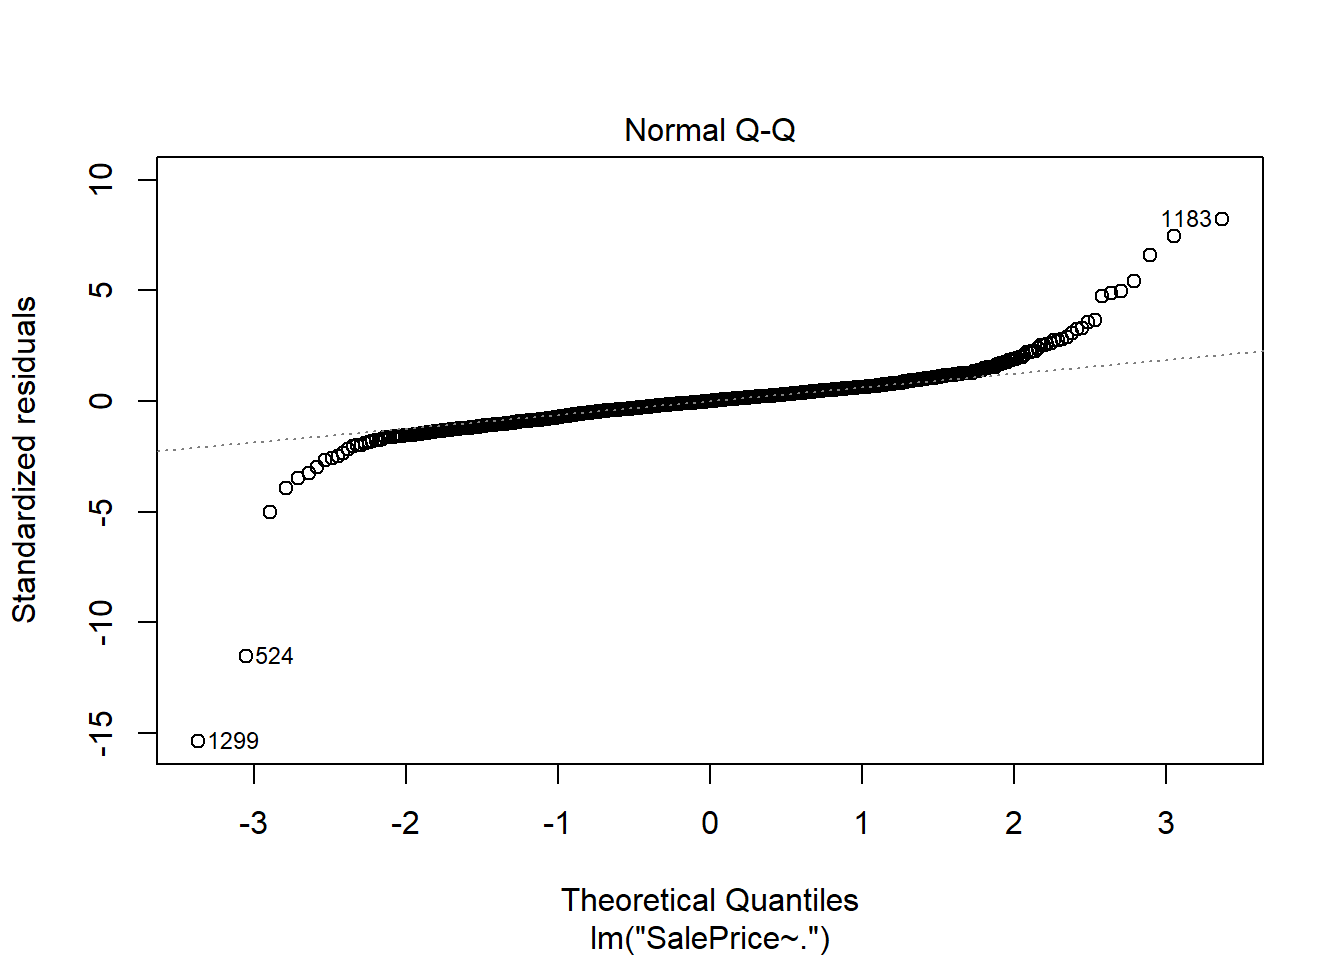 Normal Q-Q
Standardized residuals
10
5
0
-5
-10
-15
1183
524
1299
-3 -2 -1 0 1 2 3
Theoretical Quantiles
lm("SalePrice~.")